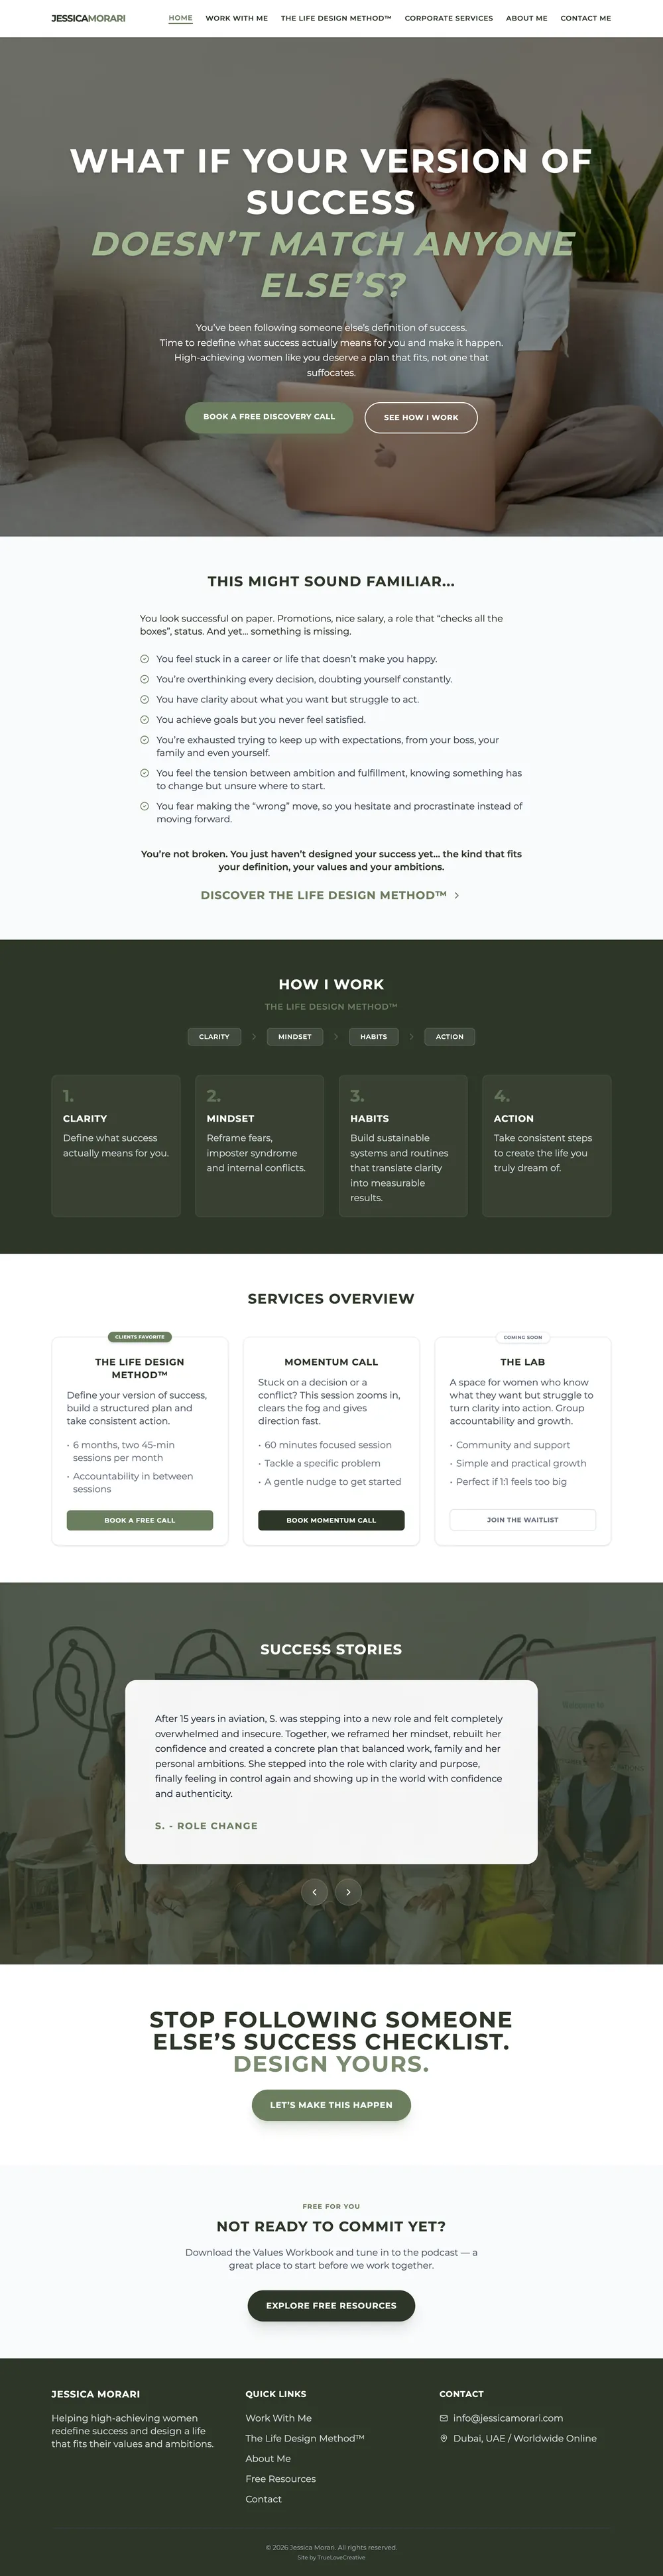 JESSICAMORARI
HOME
WORK WITH ME
THE LIFE DESIGN METHOD™
CORPORATE SERVICES
ABOUT ME
CONTACT ME
WHAT IF YOUR VERSION OF
SUCCESS
DOESN'T MATCH ANYONE
ELSE'S?
You've been following someone else's definition of success.
Time to redefine what success actually means for you and make it happen.
High-achieving women like you deserve a plan that fits, not one that
suffocates.
BOOK A FREE DISCOVERY CALL
SEE HOW I WORK
THIS MIGHT SOUND FAMILIAR...
You look successful on paper. Promotions, nice salary, a role that "checks all the
boxes", status. And yet... something is missing.
You feel stuck in a career or life that doesn't make you happy.
You're overthinking every decision, doubting yourself constantly.
You have clarity about what you want but struggle to act.
You achieve goals but you never feel satisfied.
You're exhausted trying to keep up with expectations, from your boss, your
family and even yourself.
You feel the tension between ambition and fulfillment, knowing something has
to change but unsure where to start.
You fear making the "wrong" move, so you hesitate and procrastinate instead of
moving forward.
You're not broken. You just haven't designed your success yet... the kind that fits
your definition, your values and your ambitions.
DISCOVER THE LIFE DESIGN METHOD™
HOW I WORK
THE LIFE DESIGN METHOD™
CLARITY
MINDSET
HABITS
ACTION
1.
CLARITY
Define what success
actually means for you.
2.
MINDSET
Reframe fears,
imposter syndrome
and internal conflicts.
3.
HABITS
Build sustainable
systems and routines
that translate clarity
into measurable
results.
4.
ACTION
Take consistent steps
to create the life you
truly dream of.
SERVICES OVERVIEW
CLIENTS FAVORITE
THE LIFE DESIGN
METHOD™
Define your version of success,
build a structured plan and
take consistent action.
• 6 months, two 45-min
sessions per month
• Accountability in between
sessions
BOOK A FREE CALL
MOMENTUM CALL
Stuck on a decision or a
conflict? This session zooms in,
clears the fog and gives
direction fast.
• 60 minutes focused session
• Tackle a specific problem
• A gentle nudge to get started
BOOK MOMENTUM CALL
COMING SOON
THE LAB
A space for women who know
what they want but struggle to
turn clarity into action. Group
accountability and growth.
• Community and support
• Simple and practical growth
• Perfect if 1:1 feels too big
JOIN THE WAITLIST
SUCCESS STORIES
After 15 years in aviation, S. was stepping into a new role and felt completely
overwhelmed and insecure. Together, we reframed her mindset, rebuilt her
confidence and created a concrete plan that balanced work, family and her
personal ambitions. She stepped into the role with clarity and purpose,
finally feeling in control again and showing up in the world with confidence
and authenticity.
S. - ROLE CHANGE
STOP FOLLOWING SOMEONE
ELSE'S SUCCESS CHECKLIST.
DESIGN YOURS.
LET'S MAKE THIS HAPPEN
FREE FOR YOU
NOT READY TO COMMIT YET?
Download the Values Workbook and tune in to the podcast — a
great place to start before we work together.
EXPLORE FREE RESOURCES
JESSICA MORARI
Helping high-achieving women
redefine success and design a life
that fits their values and ambitions.
QUICK LINKS
Work With Me
The Life Design Method™
About Me
Free Resources
Contact
CONTACT
info@jessicamorari.com
Dubai, UAE / Worldwide Online
© 2026 Jessica Morari. All rights reserved.
Site by TrueLoveCreative